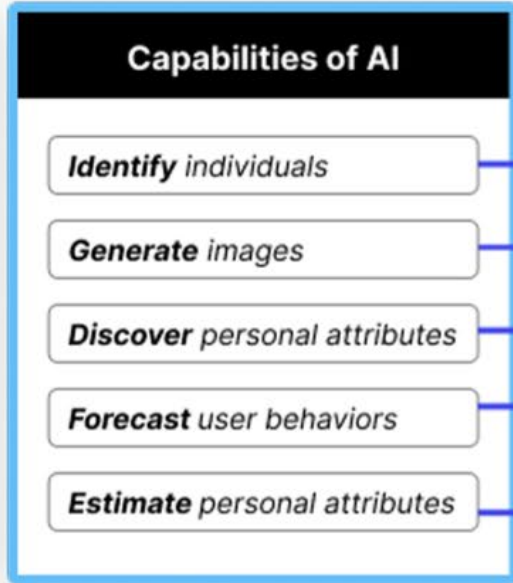 Capabilities of AI
Identify individuals
Generate images
Discover personal attributes
Forecast user behaviors
Estimate personal attributes